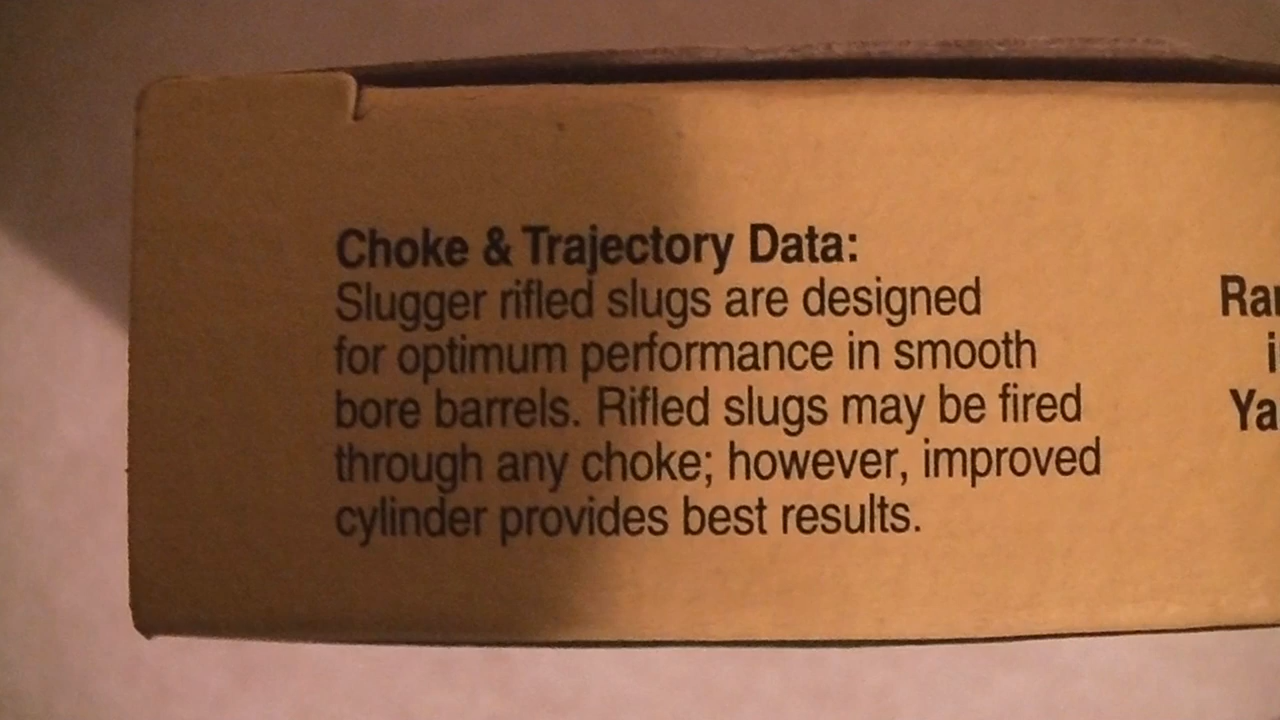 Choke & Trajectory Data:
Slugger rifled slugs are designed
for optimum performance in smooth
bore barrels. Rifled slugs may be fired
through any choke; however, improved
cylinder provides best results.